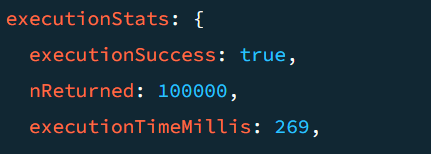 executionStats: {
executionSuccess: true,
nReturned: 100000,
executionTimeMillis: 269,